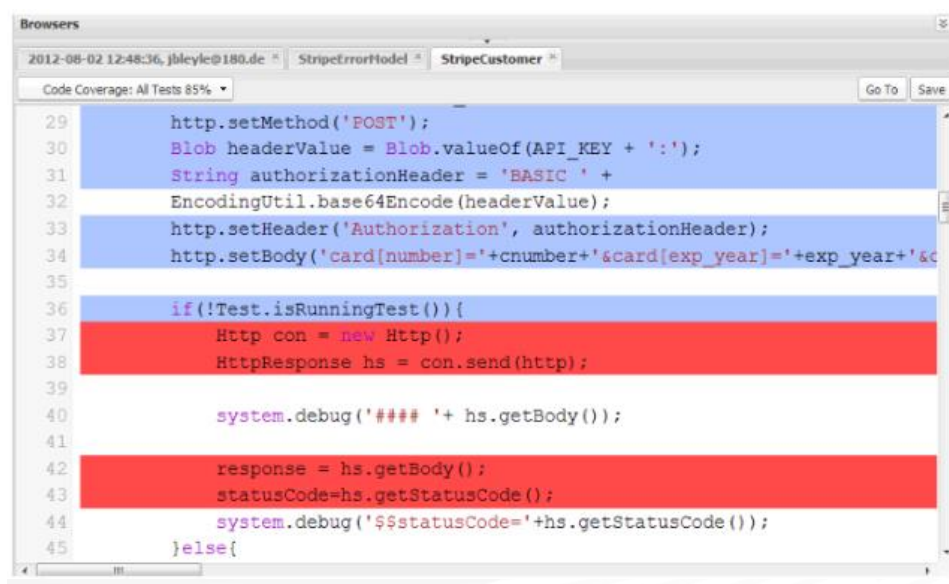 Browsers
2012-08-02 12:48:36, jbleyle@180.de StripeErrorModel StripeCustomer
Code Coverage: All Tests 85% Go To Save
29 http.setMethod('POST');
30 Blob headerValue = Blob.valueOf(API_KEY + ':');
31 String authorizationHeader = 'BASIC ' +
32 EncodingUtil.base64Encode(headerValue);
33 http.setHeader('Authorization', authorizationHeader);
34 http.setBody('card[number]='+cnumber+'&card[exp_year]='+exp_year+'&c
35
36 if(!Test.isRunningTest()){
37 Http con = new Http();
38 HttpResponse hs = con.send(http);
39
40 system.debug('#### '+ hs.getBody());
41
42 response = hs.getBody();
43 statusCode=hs.getStatusCode();
44 system.debug('$$statusCode='+hs.getStatusCode());
45 }else{